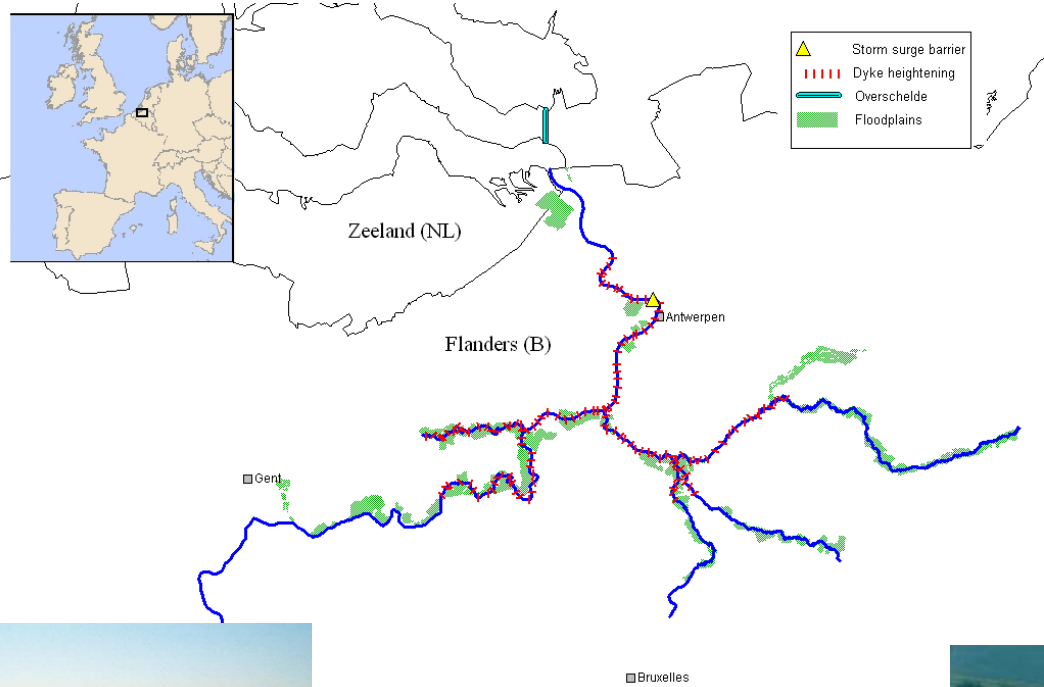 Storm surge barrier
Dyke heightening
Overschelde
Floodplains
Zeeland (NL)
Antwerpen
Flanders (B)
Gent
Bruxelles